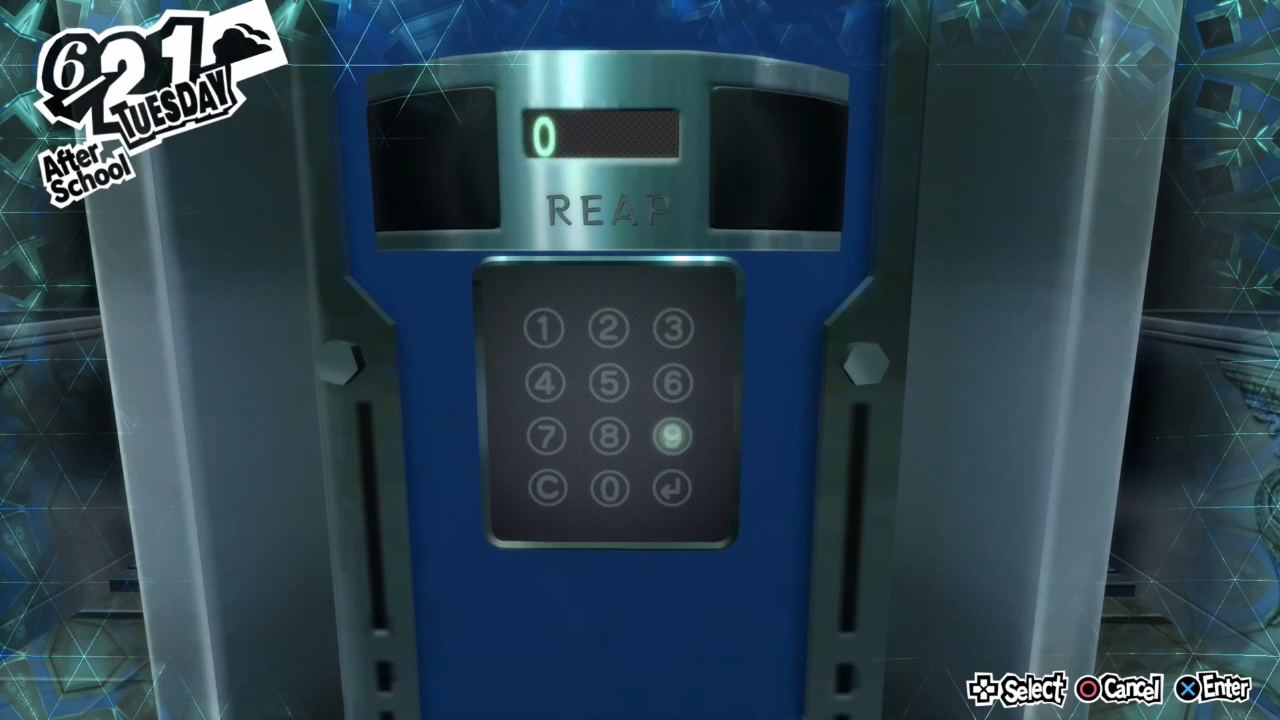 6/21
TUESDAY
After
School
0
REAP
1 2 3
4 5 6
7 8 9
C 0 ↵
Select Cancel Enter